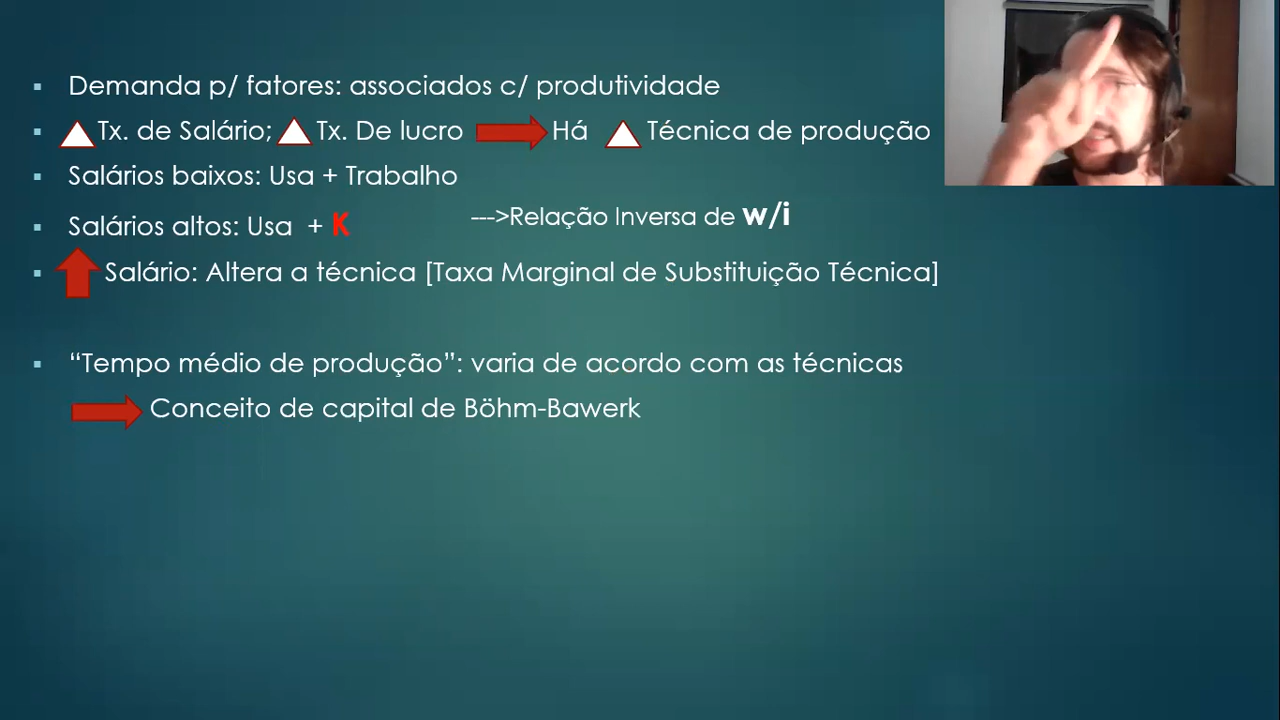 Demanda p/ fatores: associados c/ produtividade
Tx. de Salário; Tx. De lucro Há Técnica de produção
Salários baixos: Usa + Trabalho
Salários altos: Usa + K --->Relação Inversa de w/i
Salário: Altera a técnica [Taxa Marginal de Substituição Técnica]
“Tempo médio de produção”: varia de acordo com as técnicas
Conceito de capital de Böhm-Bawerk